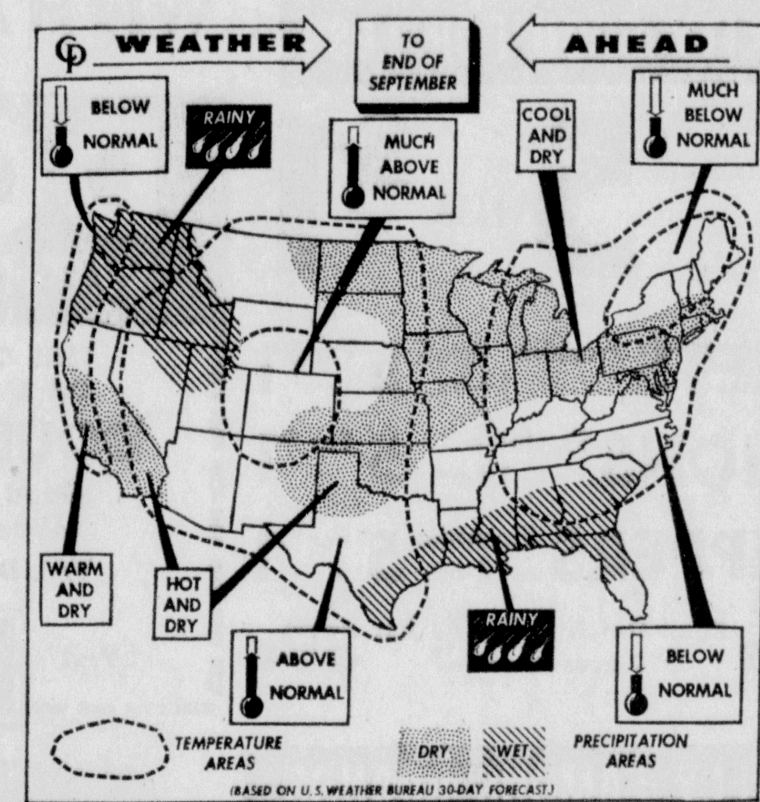 CP WEATHER
TO
END OF
SEPTEMBER
AHEAD
BELOW
NORMAL
RAINY
MUCH
ABOVE
NORMAL
COOL
AND
DRY
MUCH
BELOW
NORMAL
WARM
AND
DRY
HOT
AND
DRY
ABOVE
NORMAL
RAINY
BELOW
NORMAL
TEMPERATURE
AREAS
DRY
WET
PRECIPITATION
AREAS
(BASED ON U.S. WEATHER BUREAU 30-DAY FORECAST.)